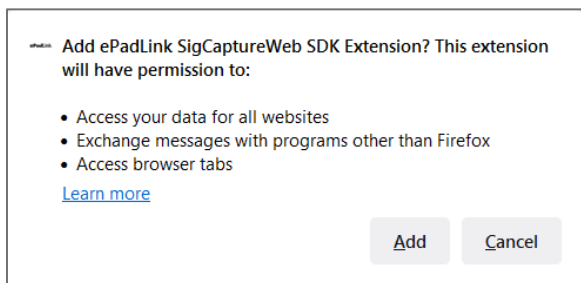 ePadLink
Add ePadLink SigCaptureWeb SDK Extension? This extension
will have permission to:
• Access your data for all websites
• Exchange messages with programs other than Firefox
• Access browser tabs
Learn more
Add
Cancel